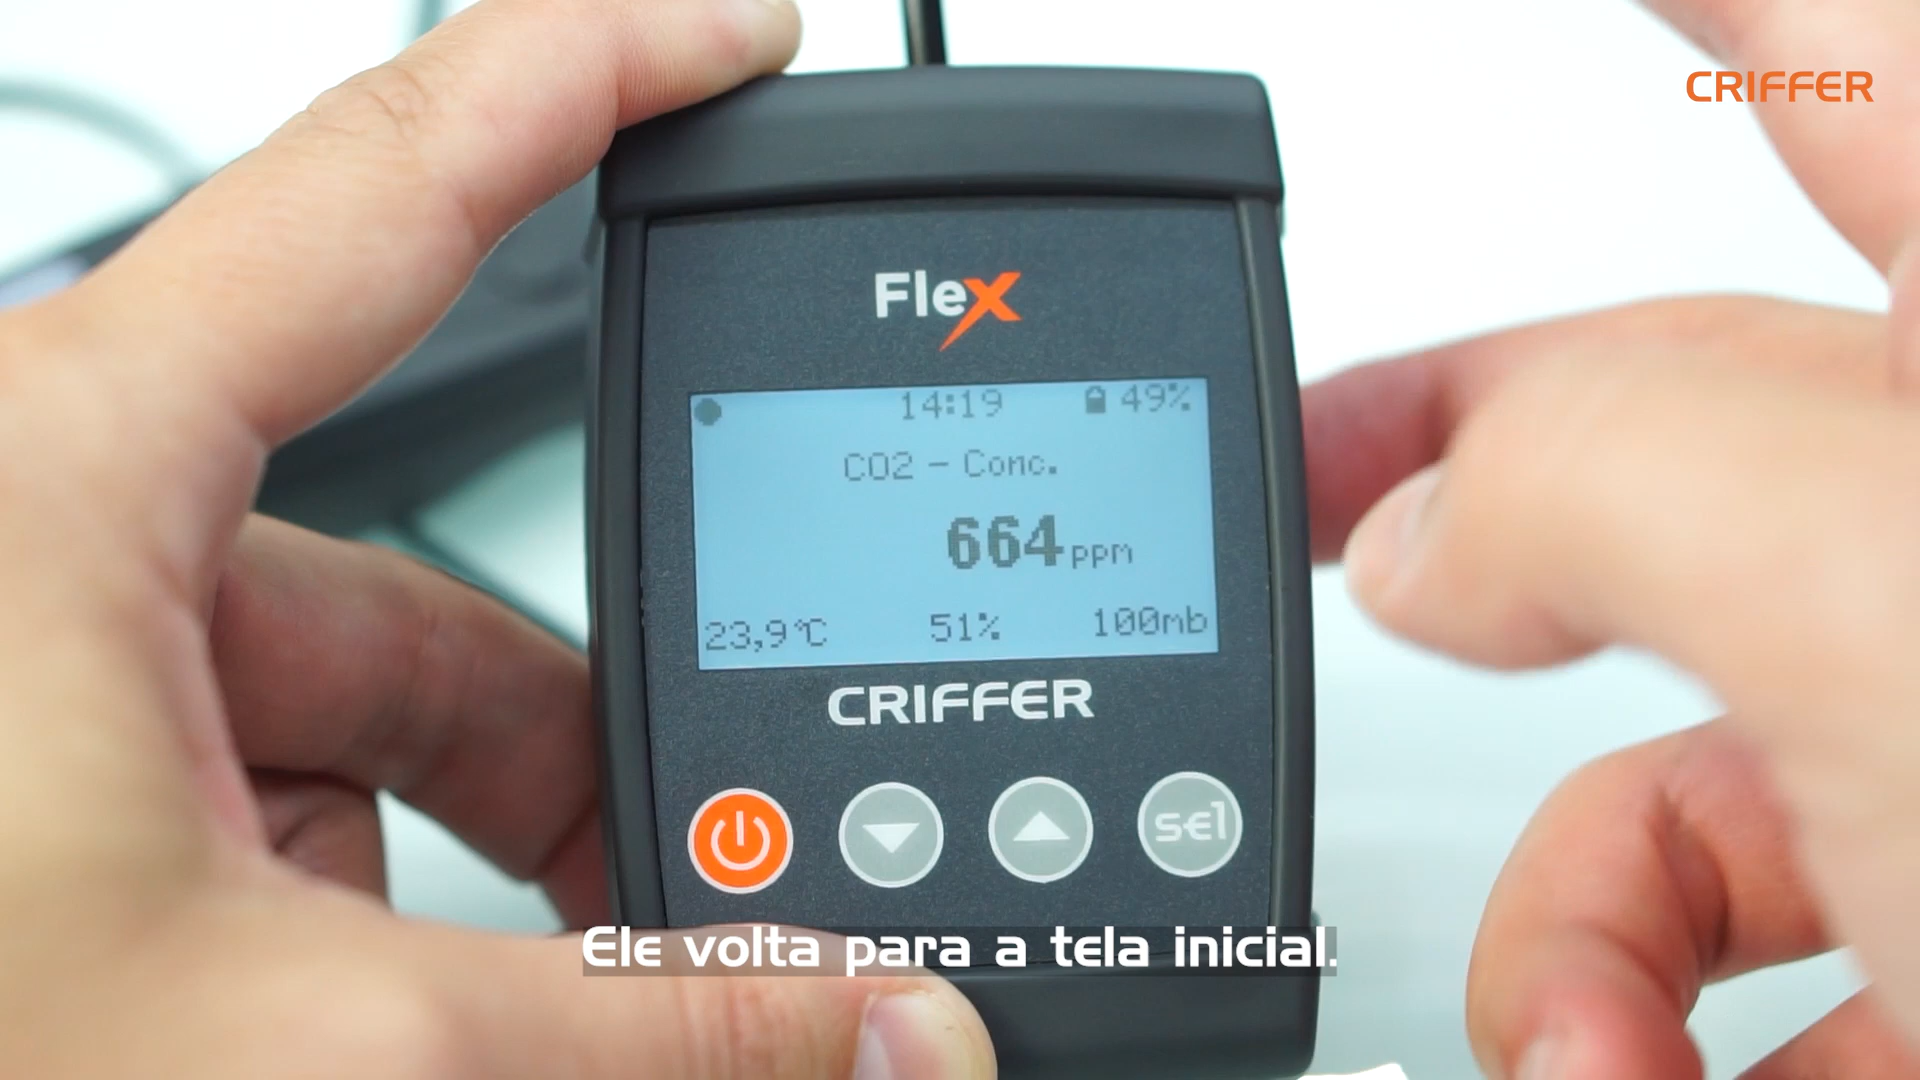 CRIFFER
Flex
14:19 49%
CO2 - Conc.
664 ppm
23,9°C 51% 100mb
CRIFFER
sel
Ele volta para a tela inicial.